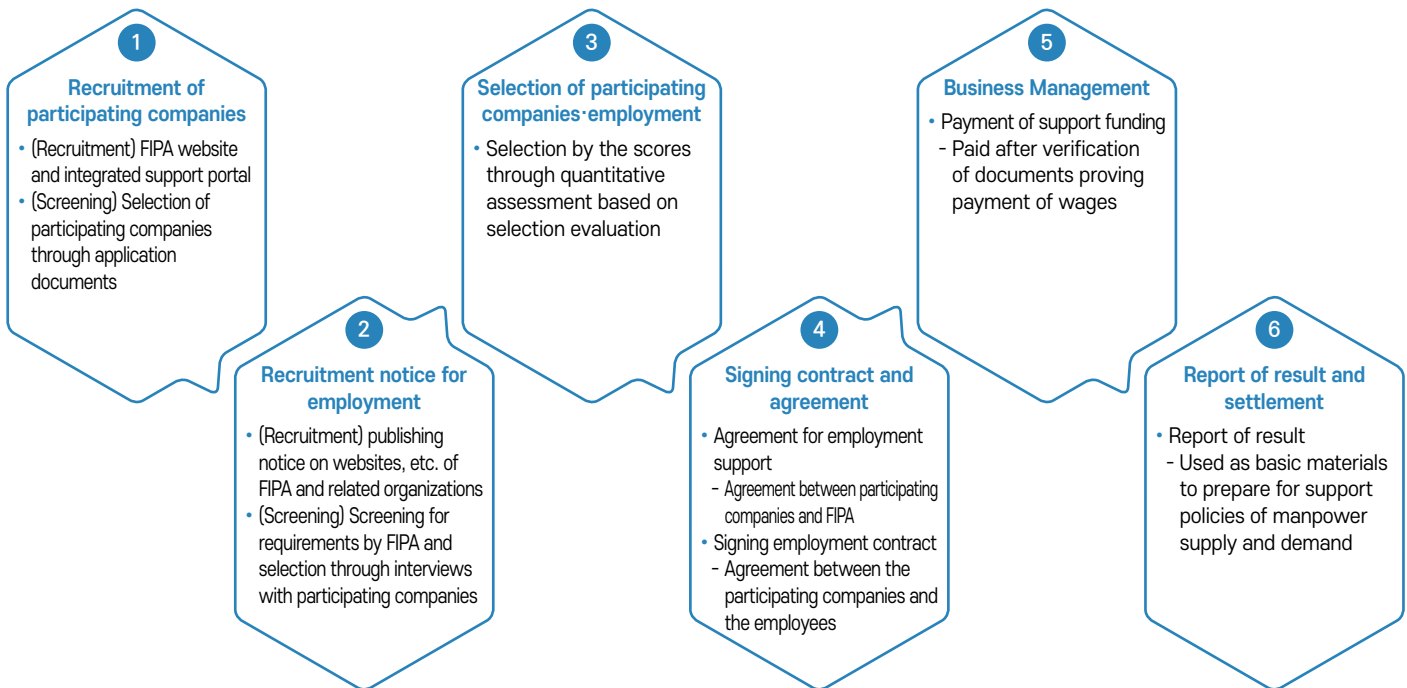 1
Recruitment of
participating companies
• (Recruitment) FIPA website
and integrated support portal
• (Screening) Selection of
participating companies
through application
documents
2
Recruitment notice for
employment
• (Recruitment) publishing
notice on websites, etc. of
FIPA and related organizations
• (Screening) Screening for
requirements by FIPA and
selection through interviews
with participating companies
3
Selection of participating
companies·employment
• Selection by the scores
through quantitative
assessment based on
selection evaluation
4
Signing contract and
agreement
• Agreement for employment
support
- Agreement between participating
companies and FIPA
• Signing employment contract
- Agreement between the
participating companies and
the employees
5
Business Management
• Payment of support funding
- Paid after verification
of documents proving
payment of wages
6
Report of result and
settlement
• Report of result
- Used as basic materials
to prepare for support
policies of manpower
supply and demand